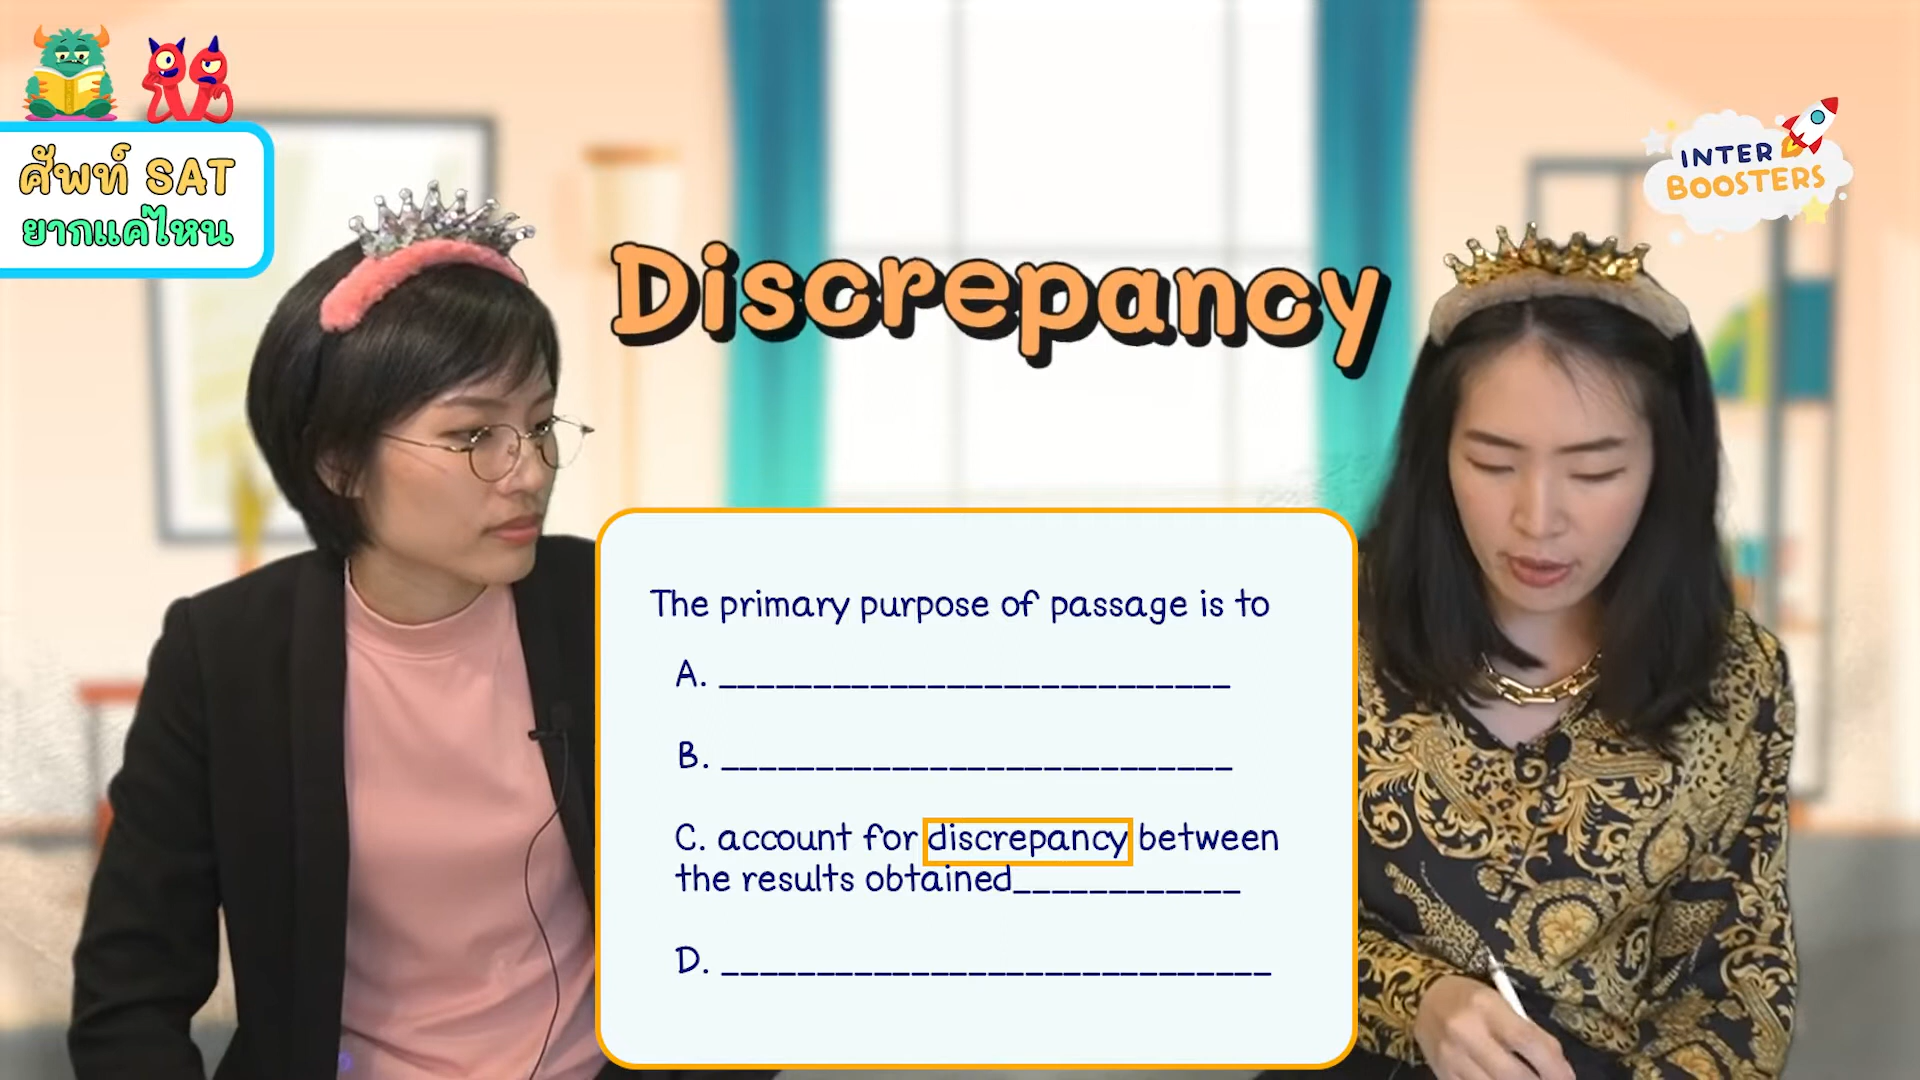 ศัพท์ SAT
ยากแค่ไหน
INTER
BOOSTERS
Discrepancy
The primary purpose of passage is to
A. ___________________________
B. ___________________________
C. account for discrepancy between
the results obtained____________
D. _____________________________